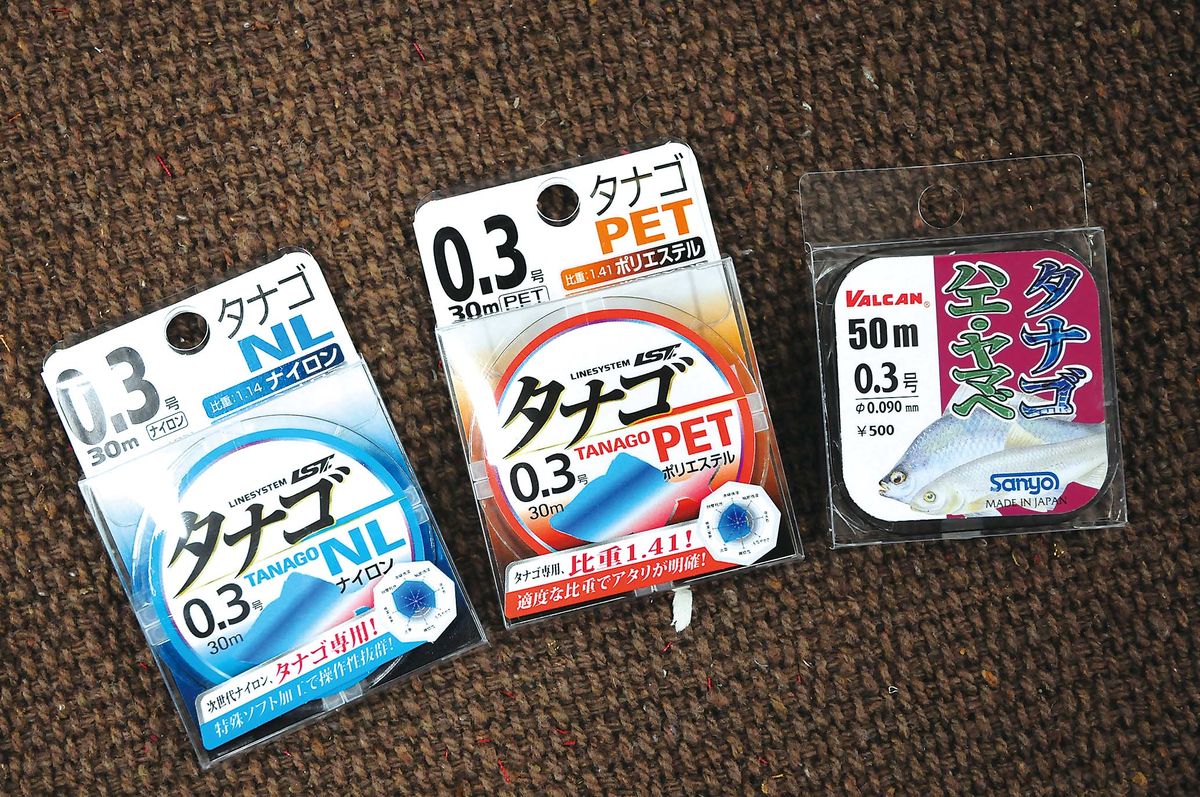 0.3号
30m ナイロン
タナゴ
NL
比重:1.14 ナイロン
LINESYSTEM LST.
タナゴ
TANAGO NL
0.3号
ナイロン
30m
次世代ナイロン、タナゴ専用!
特殊ソフト加工で操作性抜群!
0.3号
30m PET
タナゴ
PET
比重:1.41 ポリエステル
LINESYSTEM LST.
タナゴ
TANAGO PET
0.3号
ポリエステル
30m
タナゴ専用、比重1.41!
適度な比重でアタリが明確!
VALCAN®
50m
0.3号
φ0.090mm
¥500
タナゴ
ハエ・ヤマベ
sanyo
MADE IN JAPAN